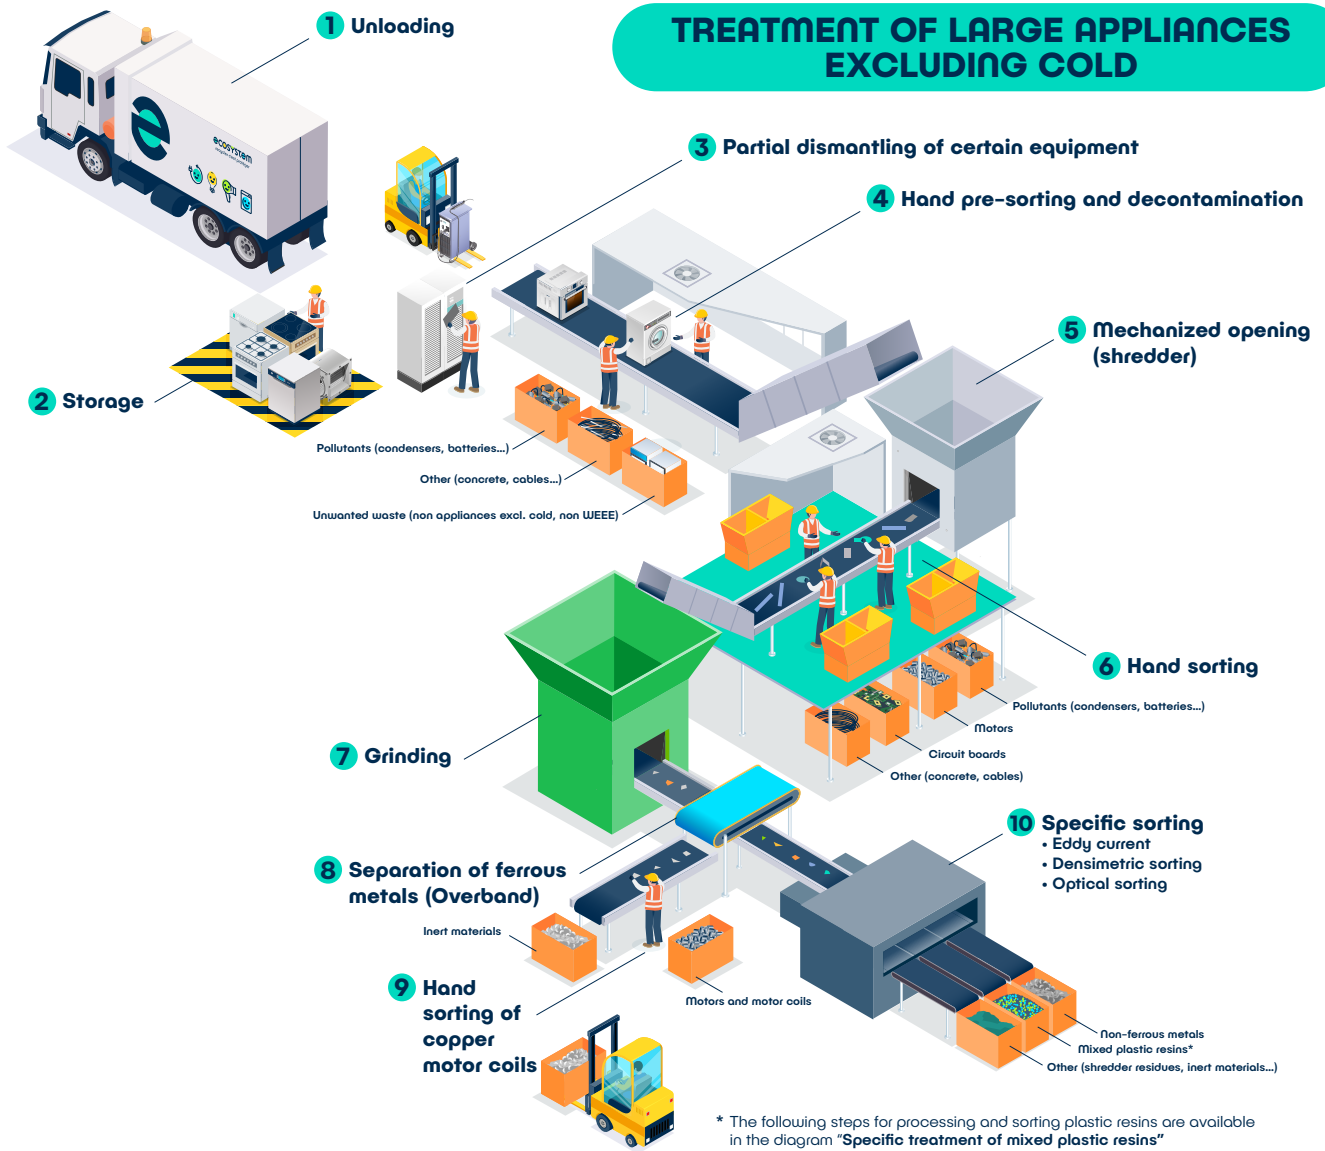 TREATMENT OF LARGE APPLIANCES
EXCLUDING COLD
1 Unloading
ecosystem
2 Storage
3 Partial dismantling of certain equipment
4 Hand pre-sorting and decontamination
5 Mechanized opening
(shredder)
Pollutants (condensers, batteries...)
Other (concrete, cables...)
Unwanted waste (non appliances excl. cold, non WEEE)
6 Hand sorting
Pollutants (condensers, batteries...)
Motors
Circuit boards
Other (concrete, cables)
7 Grinding
8 Separation of ferrous
metals (Overband)
Inert materials
9 Hand
sorting of
copper
motor coils
Motors and motor coils
10 Specific sorting
• Eddy current
• Densimetric sorting
• Optical sorting
Non-ferrous metals
Mixed plastic resins*
Other (shredder residues, inert materials...)
* The following steps for processing and sorting plastic resins are available
in the diagram "Specific treatment of mixed plastic resins"